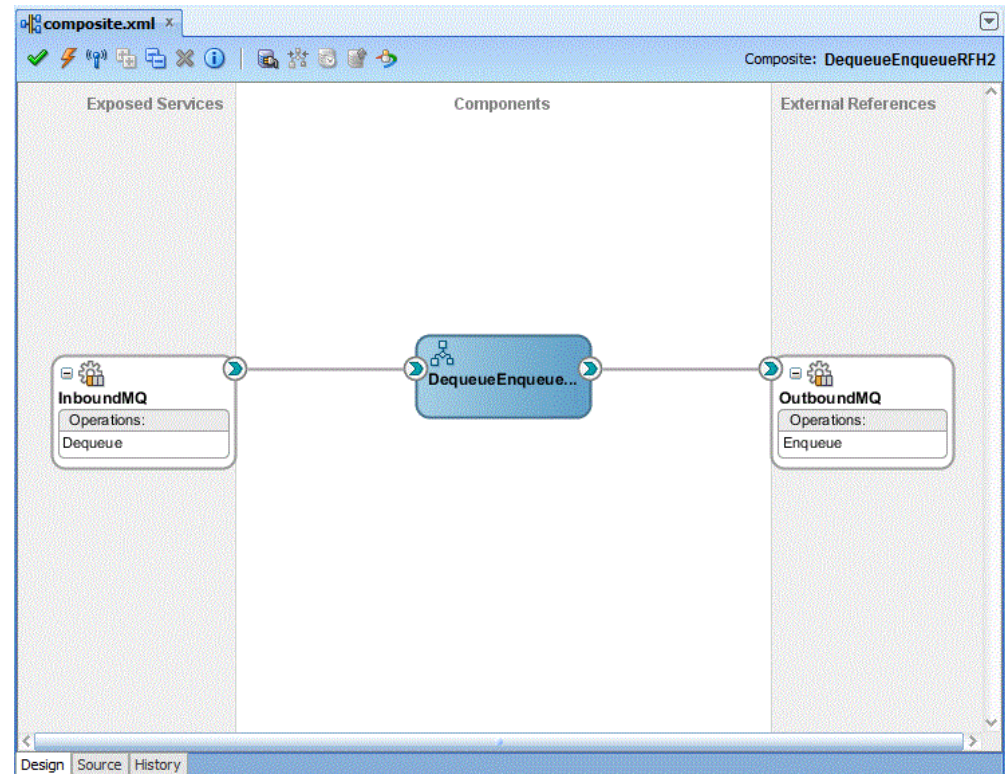 composite.xml
Composite: DequeueEnqueueRFH2
Exposed Services
Components
External References
InboundMQ
Operations:
Dequeue
DequeueEnqueue...
OutboundMQ
Operations:
Enqueue
Design Source History